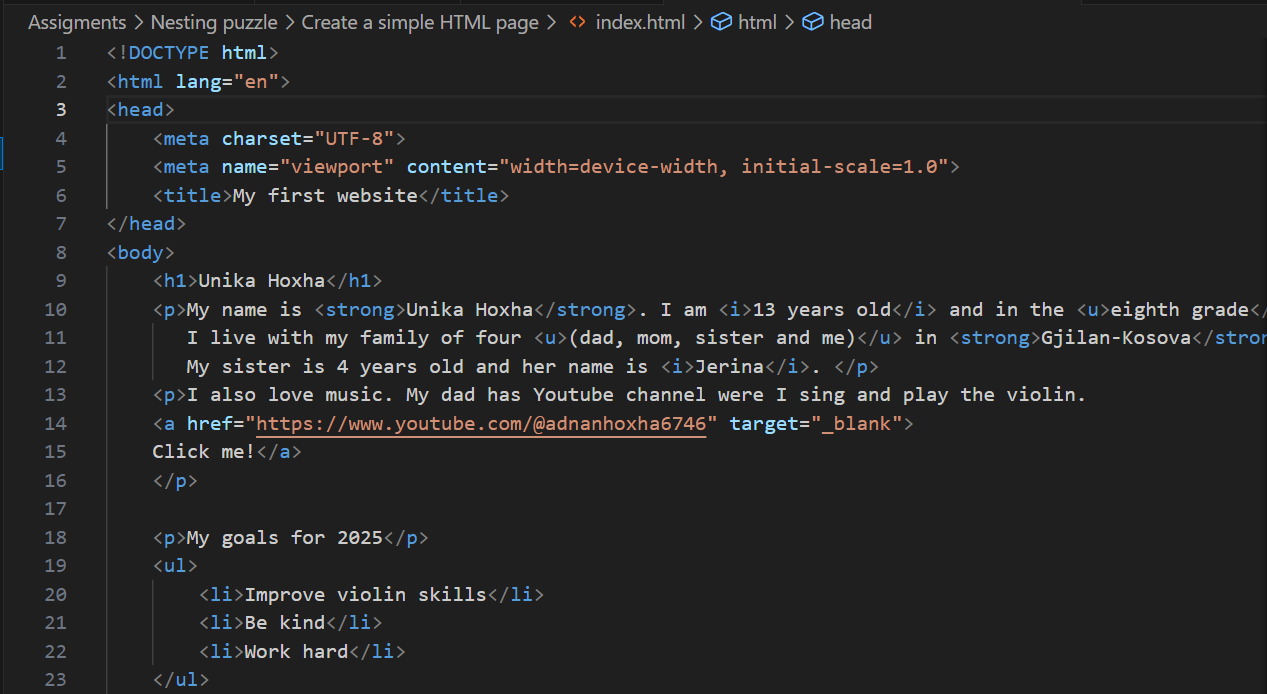 Assigments > Nesting puzzle > Create a simple HTML page > <> index.html > html > head
1 <!DOCTYPE html>
2 <html lang="en">
3 <head>
4     <meta charset="UTF-8">
5     <meta name="viewport" content="width=device-width, initial-scale=1.0">
6     <title>My first website</title>
7 </head>
8 <body>
9     <h1>Unika Hoxha</h1>
10     <p>My name is <strong>Unika Hoxha</strong>. I am <i>13 years old</i> and in the <u>eighth grade</
11        I live with my family of four <u>(dad, mom, sister and me)</u> in <strong>Gjilan-Kosova</stron
12        My sister is 4 years old and her name is <i>Jerina</i>. </p>
13     <p>I also love music. My dad has Youtube channel were I sing and play the violin.
14     <a href="https://www.youtube.com/@adnanhoxha6746" target="_blank">
15     Click me!</a>
16     </p>
17
18     <p>My goals for 2025</p>
19     <ul>
20         <li>Improve violin skills</li>
21         <li>Be kind</li>
22         <li>Work hard</li>
23     </ul>